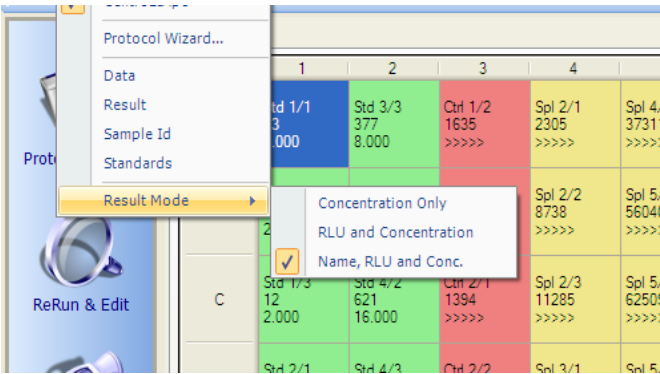 Protocol Wizard...
Data
Result
Sample Id
Standards
Result Mode
Concentration Only
RLU and Concentration
Name, RLU and Conc.
ReRun & Edit
1 2 3 4
Std 3/3 Ctrl 1/2 Spl 2/1
377 1635 2305
8.000 >>>>> >>>>>
Spl 2/2
8738
>>>>>
C
Std 1/3 Std 4/2 Ctrl 2/1 Spl 2/3
12 621 1394 11285
2.000 16.000 >>>>> >>>>>
Std 2/1 Std 4/3 Ctrl 2/2 Spl 3/1